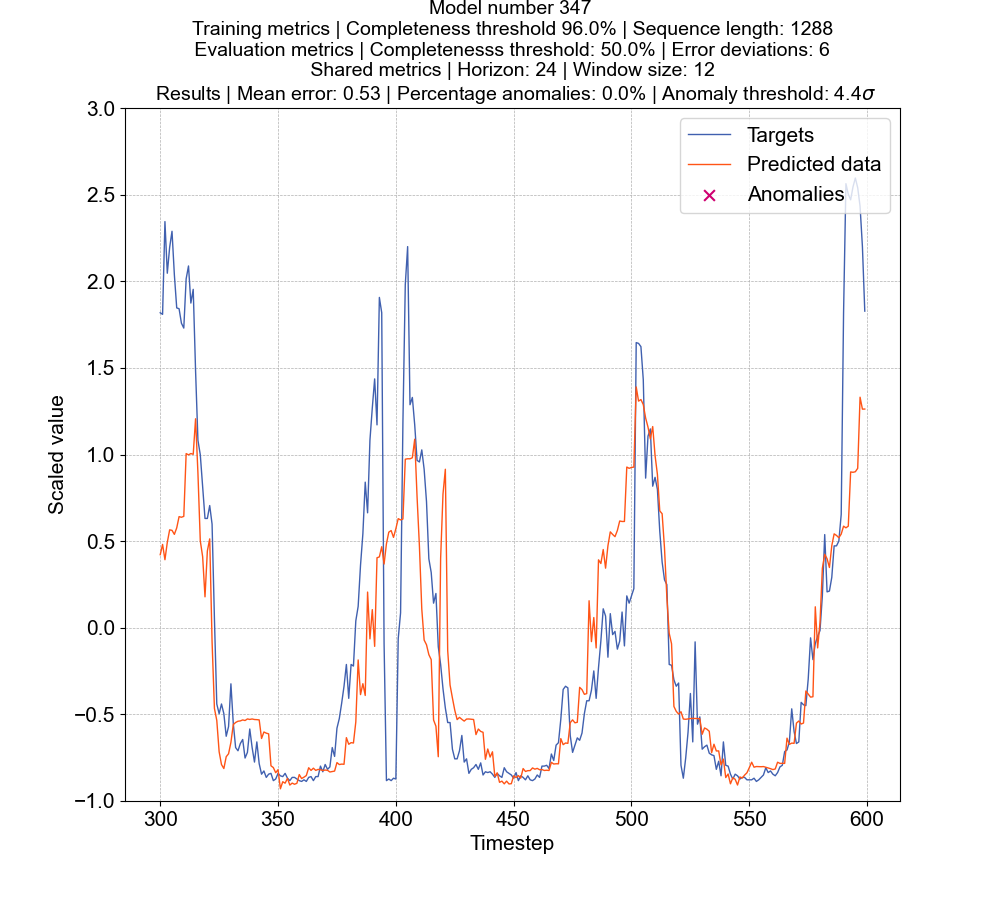 Model number 347
Training metrics | Completeness threshold 96.0% | Sequence length: 1288
Evaluation metrics | Completenesss threshold: 50.0% | Error deviations: 6
Shared metrics | Horizon: 24 | Window size: 12
Results | Mean error: 0.53 | Percentage anomalies: 0.0% | Anomaly threshold: 4.4σ
Targets
Predicted data
Anomalies
Scaled value
3.0
2.5
2.0
1.5
1.0
0.5
0.0
−0.5
−1.0
300 350 400 450 500 550 600
Timestep